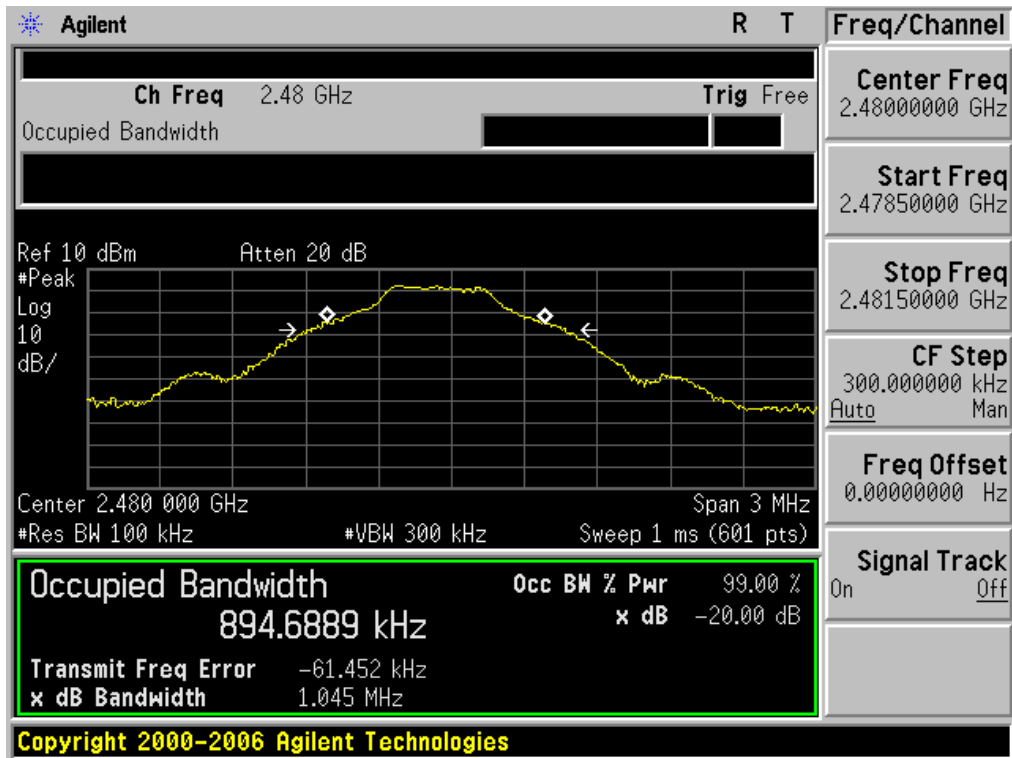 Agilent R T
Ch Freq 2.48 GHz Trig Free
Occupied Bandwidth
Ref 10 dBm Atten 20 dB
#Peak
Log
10
dB/
Center 2.480 000 GHz Span 3 MHz
#Res BW 100 kHz #VBW 300 kHz Sweep 1 ms (601 pts)
Occupied Bandwidth
894.6889 kHz
Occ BW % Pwr 99.00 %
x dB -20.00 dB
Transmit Freq Error -61.452 kHz
x dB Bandwidth 1.045 MHz
Copyright 2000-2006 Agilent Technologies
Freq/Channel
Center Freq
2.48000000 GHz
Start Freq
2.47850000 GHz
Stop Freq
2.48150000 GHz
CF Step
300.000000 kHz
Auto Man
Freq Offset
0.00000000 Hz
Signal Track
On Off